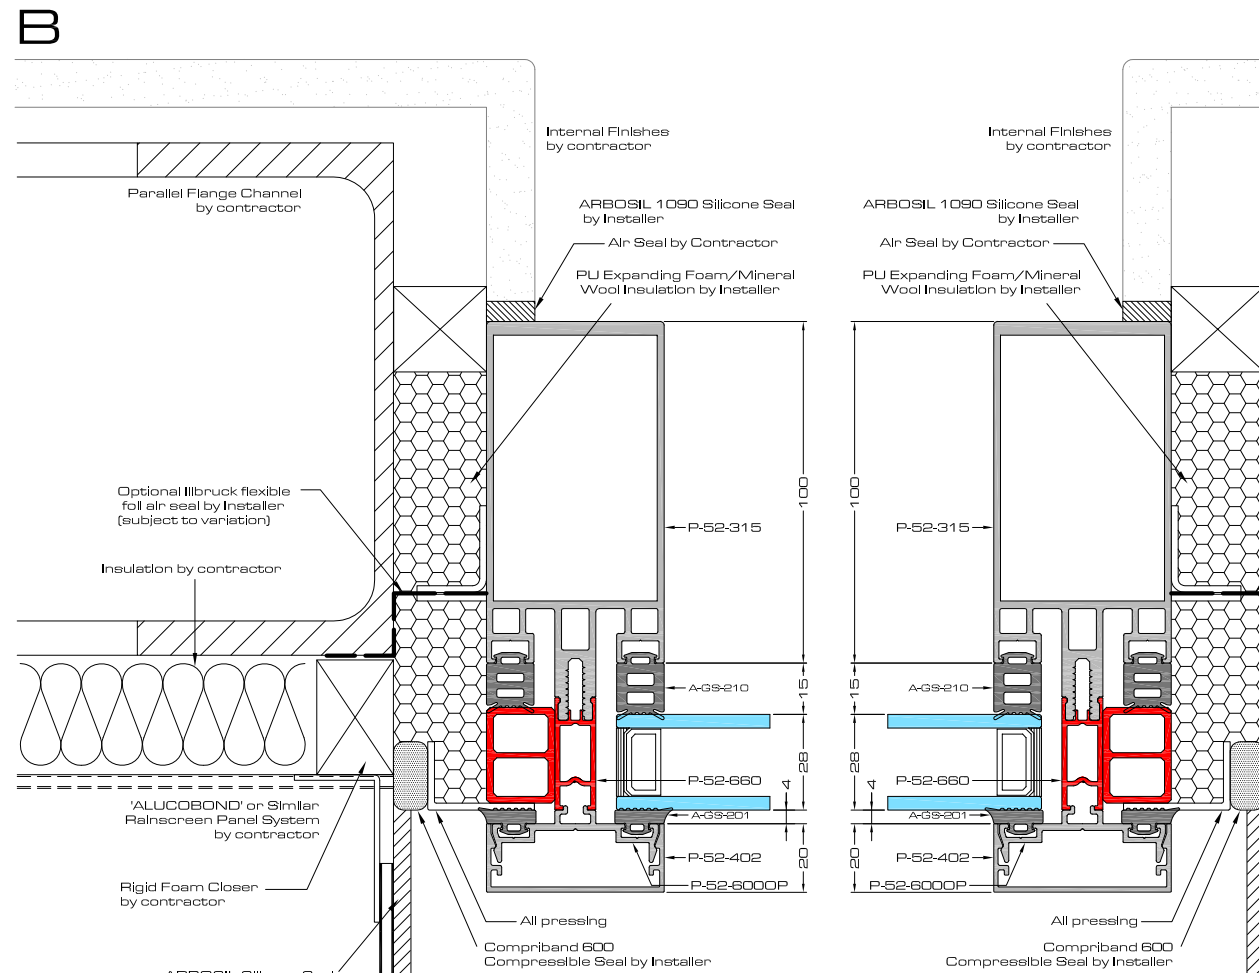 B
Internal Finishes
by contractor
Internal Finishes
by contractor
Parallel Flange Channel
by contractor
ARBOSIL 1090 Silicone Seal
by Installer
ARBOSIL 1090 Silicone Seal
by Installer
Air Seal by Contractor
Air Seal by Contractor
PU Expanding Foam/Mineral
Wool Insulation by Installer
PU Expanding Foam/Mineral
Wool Insulation by Installer
Optional Illbruck flexible
foil air seal by Installer
(subject to variation)
100
100
P-52-315
P-52-315
Insulation by contractor
A-GS-210
15
15
A-GS-210
P-52-660
28
28
P-52-660
4
4
'ALUCOBOND' or Similar
Rainscreen Panel System
by contractor
A-GS-201
A-GS-201
P-52-402
20
20
P-52-402
P-52-6000P
P-52-6000P
Rigid Foam Closer
by contractor
All pressing
All pressing
Compriband 600
Compressible Seal by Installer
Compriband 600
Compressible Seal by Installer